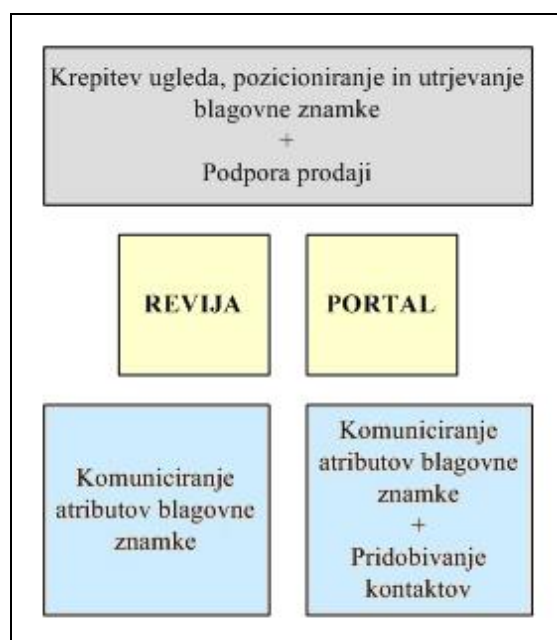 Krepitev ugleda, pozicioniranje in utrjevanje
blagovne znamke
+
Podpora prodaji
REVIJA
PORTAL
Komuniciranje
atributov blagovne
znamke
Komuniciranje
atributov blagovne
znamke
+
Pridobivanje
kontaktov